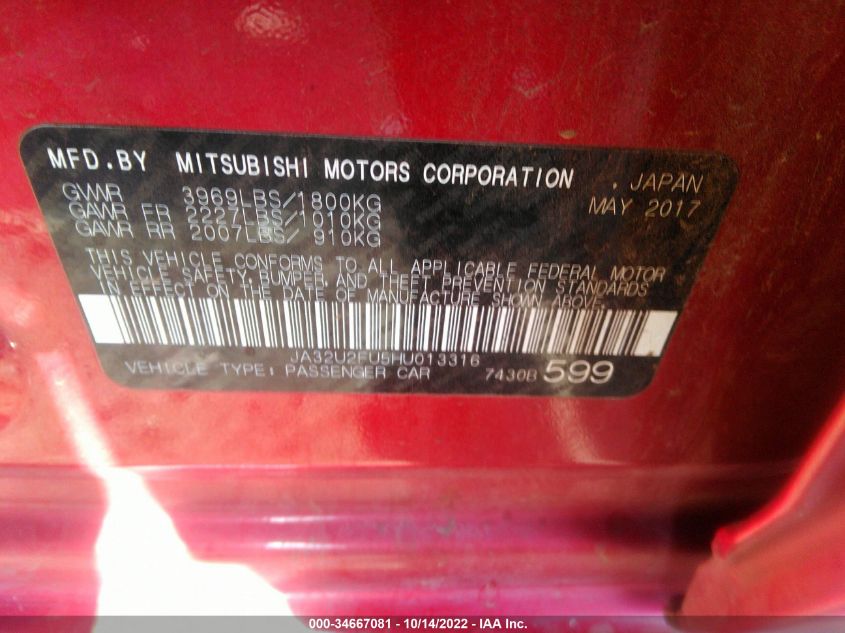 MFD.BY MITSUBISHI MOTORS CORPORATION . JAPAN
GVWR 3969LBS/1800KG MAY 2017
GAWR FR 2227LBS/1010KG
GAWR RR 2007LBS/ 910KG
THIS VEHICLE CONFORMS TO ALL APPLICABLE FEDERAL MOTOR
VEHICLE SAFETY, BUMPER, AND THEFT PREVENTION STANDARDS
IN EFFECT ON THE DATE OF MANUFACTURE SHOWN ABOVE.
JA32U2FU5HU013316
VEHICLE TYPE: PASSENGER CAR 7430B 599
000-34667081 - 10/14/2022 - IAA Inc.